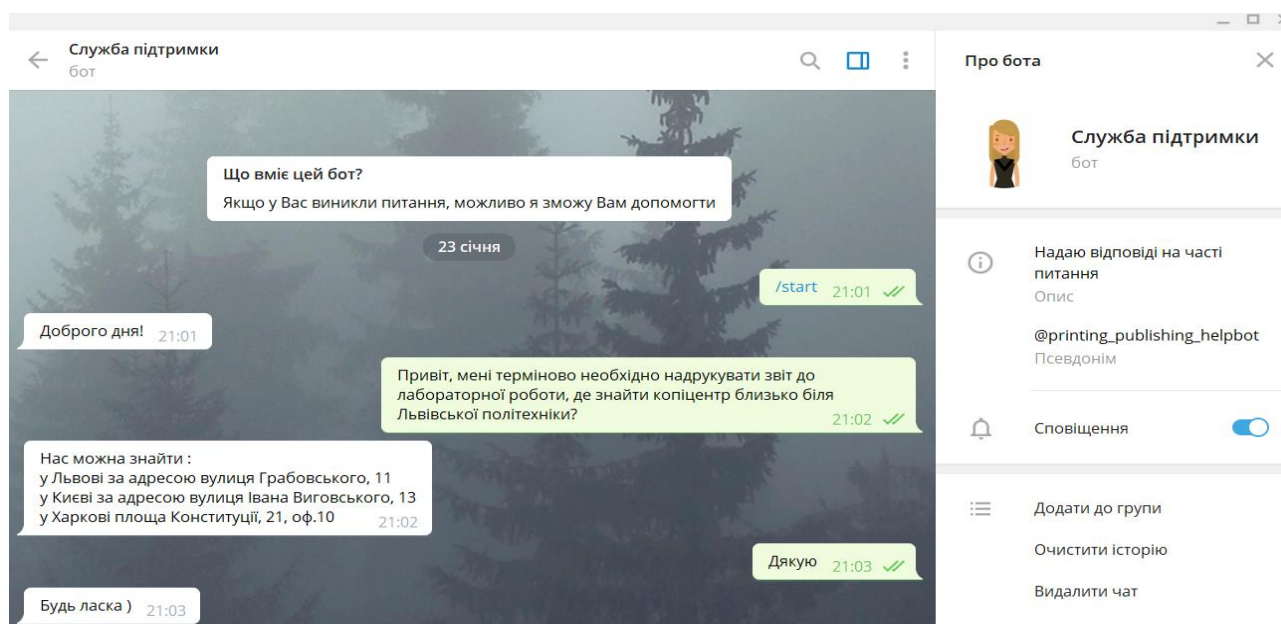 Служба підтримки
бот
Що вміє цей бот?
Якщо у Вас виникли питання, можливо я зможу Вам допомогти
23 січня
/start 21:01
Доброго дня! 21:01
Привіт, мені терміново необхідно надрукувати звіт до
лабораторної роботи, де знайти копіцентр близько біля
Львівської політехніки? 21:02
Нас можна знайти :
у Львові за адресою вулиця Грабовського, 11
у Києві за адресою вулиця Івана Виговського, 13
у Харкові площа Конституції, 21, оф.10 21:02
Дякую 21:03
Будь ласка ) 21:03
Про бота
Служба підтримки
бот
Надаю відповіді на часті
питання
Опис
@printing_publishing_helpbot
Псевдонім
Сповіщення
Додати до групи
Очистити історію
Видалити чат